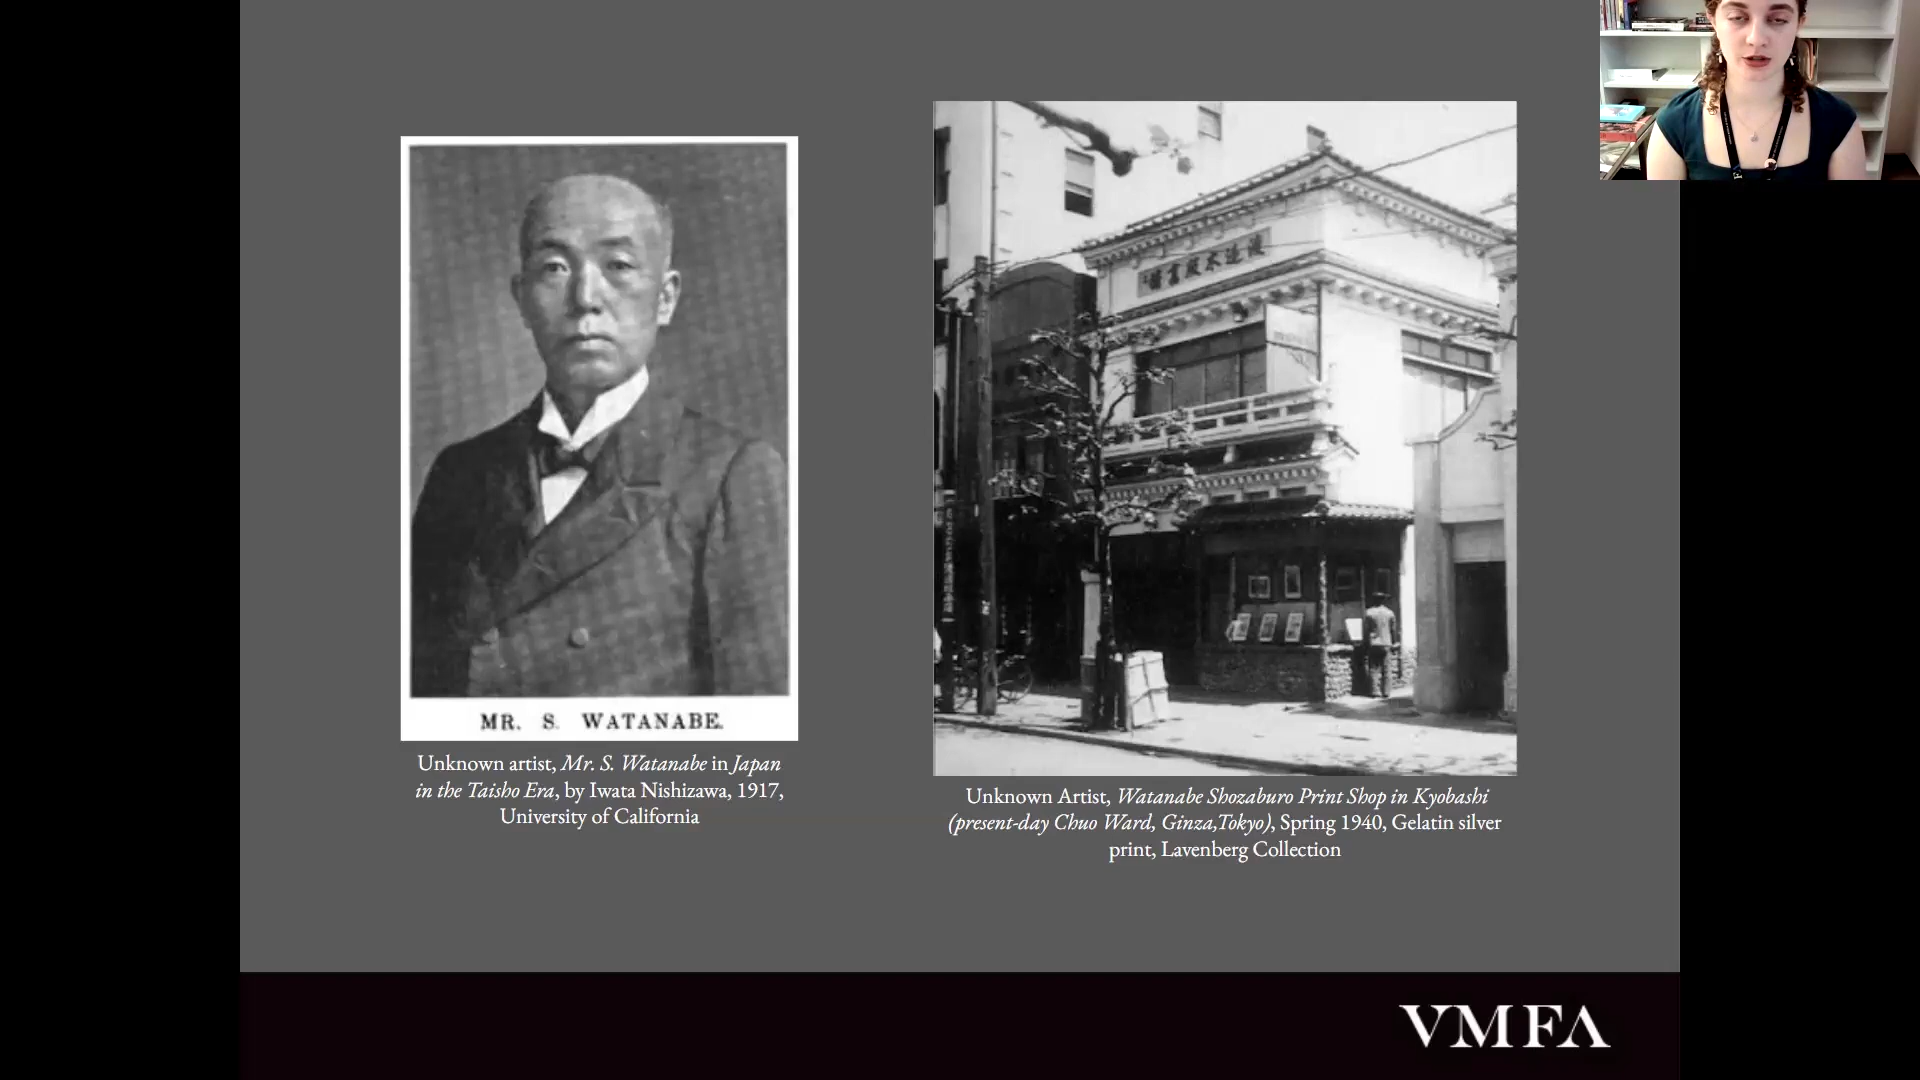 MR. S. WATANABE.
Unknown artist, Mr. S. Watanabe in Japan
in the Taisho Era, by Iwata Nishizawa, 1917,
University of California
Unknown Artist, Watanabe Shozaburo Print Shop in Kyobashi
(present-day Chuo Ward, Ginza,Tokyo), Spring 1940, Gelatin silver
print, Lavenberg Collection
VMFA